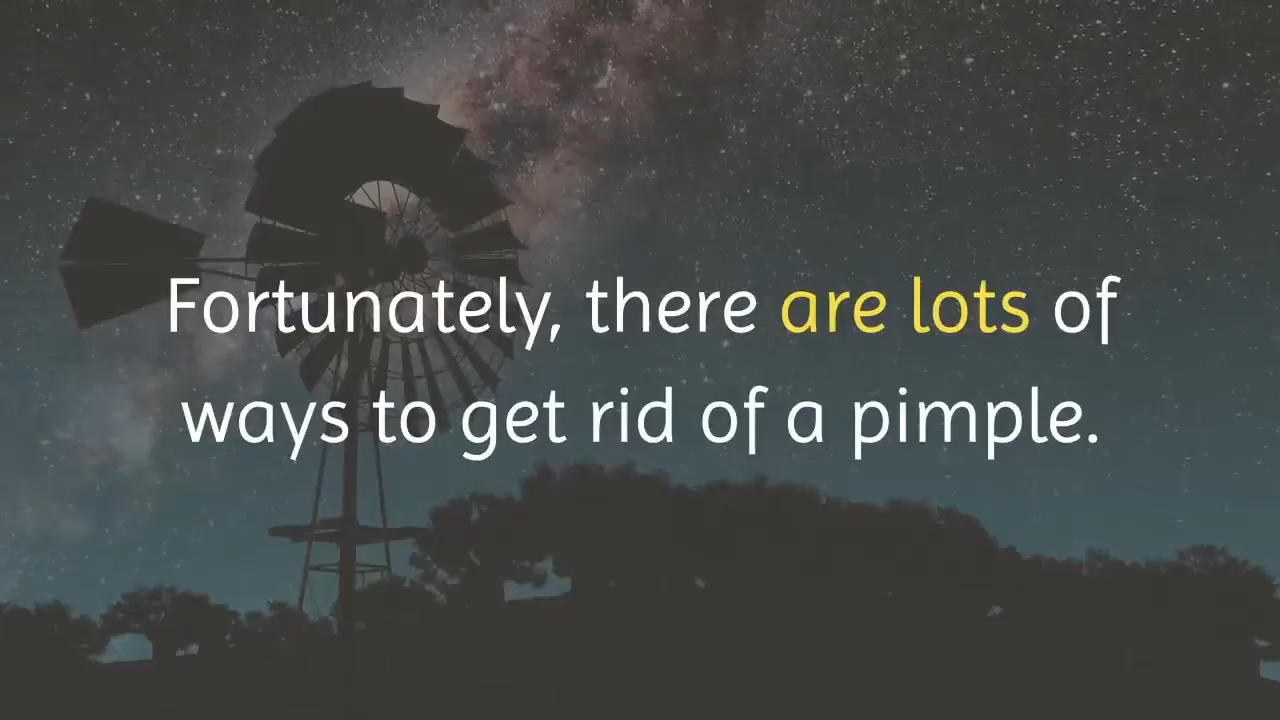 Fortunately, there are lots of
ways to get rid of a pimple.